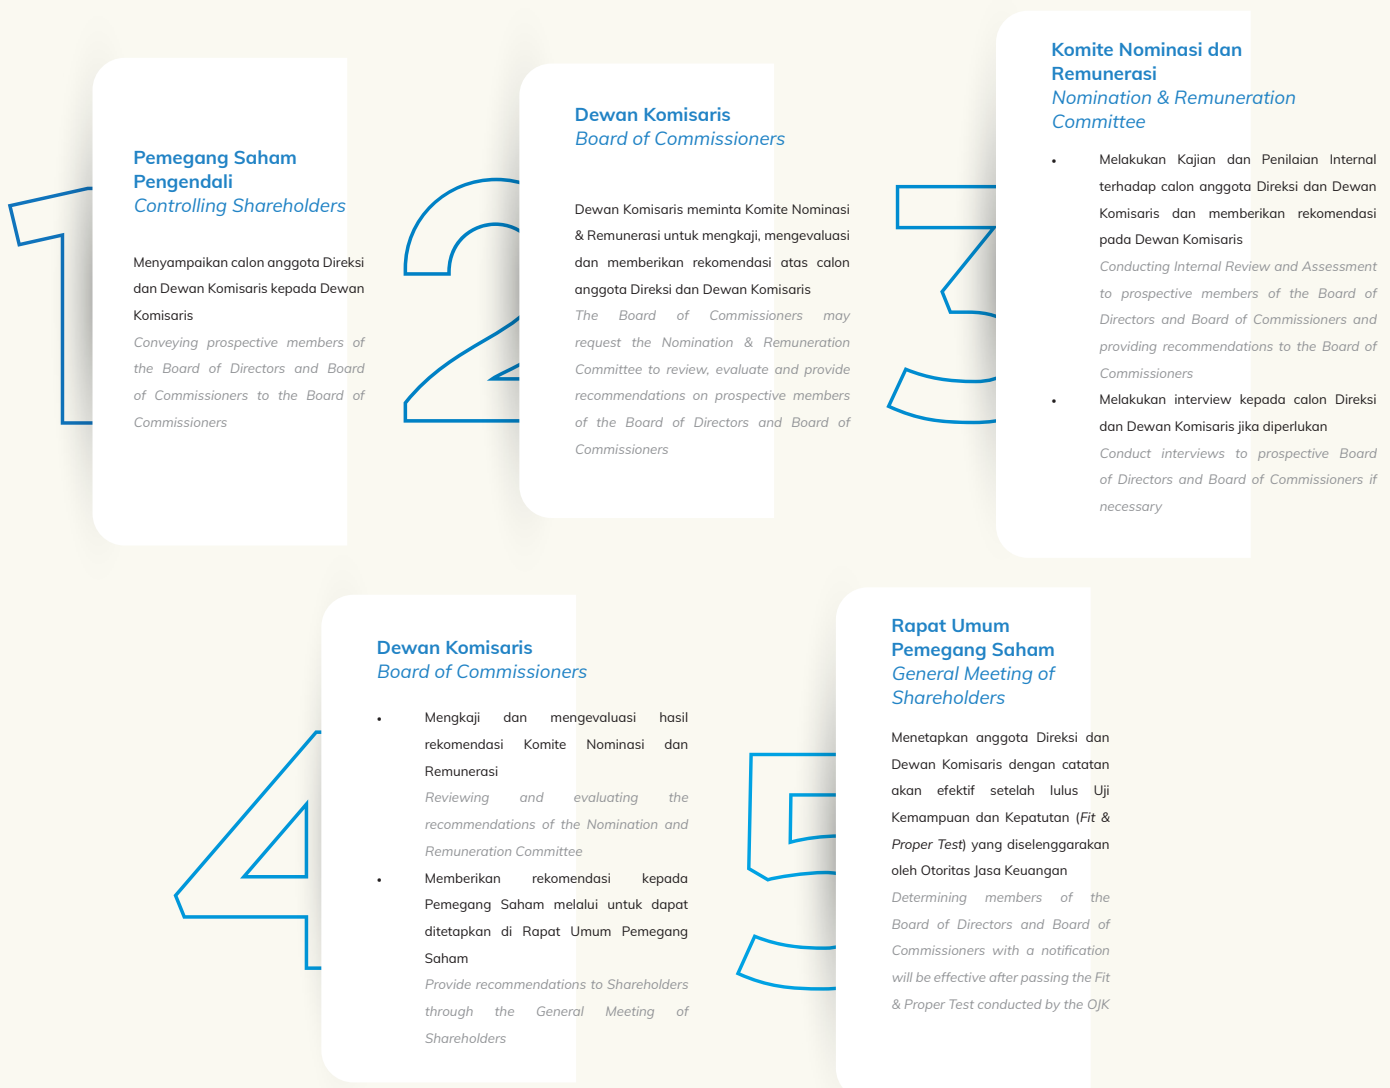 1
Pemegang Saham
Pengendali
Controlling Shareholders
Menyampaikan calon anggota Direksi
dan Dewan Komisaris kepada Dewan
Komisaris
Conveying prospective members of
the Board of Directors and Board
of Commissioners to the Board of
Commissioners
2
Dewan Komisaris
Board of Commissioners
Dewan Komisaris meminta Komite Nominasi
& Remunerasi untuk mengkaji, mengevaluasi
dan memberikan rekomendasi atas calon
anggota Direksi dan Dewan Komisaris
The Board of Commissioners may
request the Nomination & Remuneration
Committee to review, evaluate and provide
recommendations on prospective members
of the Board of Directors and Board of
Commissioners
3
Komite Nominasi dan
Remunerasi
Nomination & Remuneration
Committee
• Melakukan Kajian dan Penilaian Internal
terhadap calon anggota Direksi dan Dewan
Komisaris dan memberikan rekomendasi
pada Dewan Komisaris
Conducting Internal Review and Assessment
to prospective members of the Board of
Directors and Board of Commissioners and
providing recommendations to the Board of
Commissioners
• Melakukan interview kepada calon Direksi
dan Dewan Komisaris jika diperlukan
Conduct interviews to prospective Board
of Directors and Board of Commissioners if
necessary
4
Dewan Komisaris
Board of Commissioners
• Mengkaji dan mengevaluasi hasil
rekomendasi Komite Nominasi dan
Remunerasi
Reviewing and evaluating the
recommendations of the Nomination and
Remuneration Committee
• Memberikan rekomendasi kepada
Pemegang Saham melalui untuk dapat
ditetapkan di Rapat Umum Pemegang
Saham
Provide recommendations to Shareholders
through the General Meeting of
Shareholders
5
Rapat Umum
Pemegang Saham
General Meeting of
Shareholders
Menetapkan anggota Direksi dan
Dewan Komisaris dengan catatan
akan efektif setelah lulus Uji
Kemampuan dan Kepatutan (Fit &
Proper Test) yang diselenggarakan
oleh Otoritas Jasa Keuangan
Determining members of the
Board of Directors and Board of
Commissioners with a notification
will be effective after passing the Fit
& Proper Test conducted by the OJK